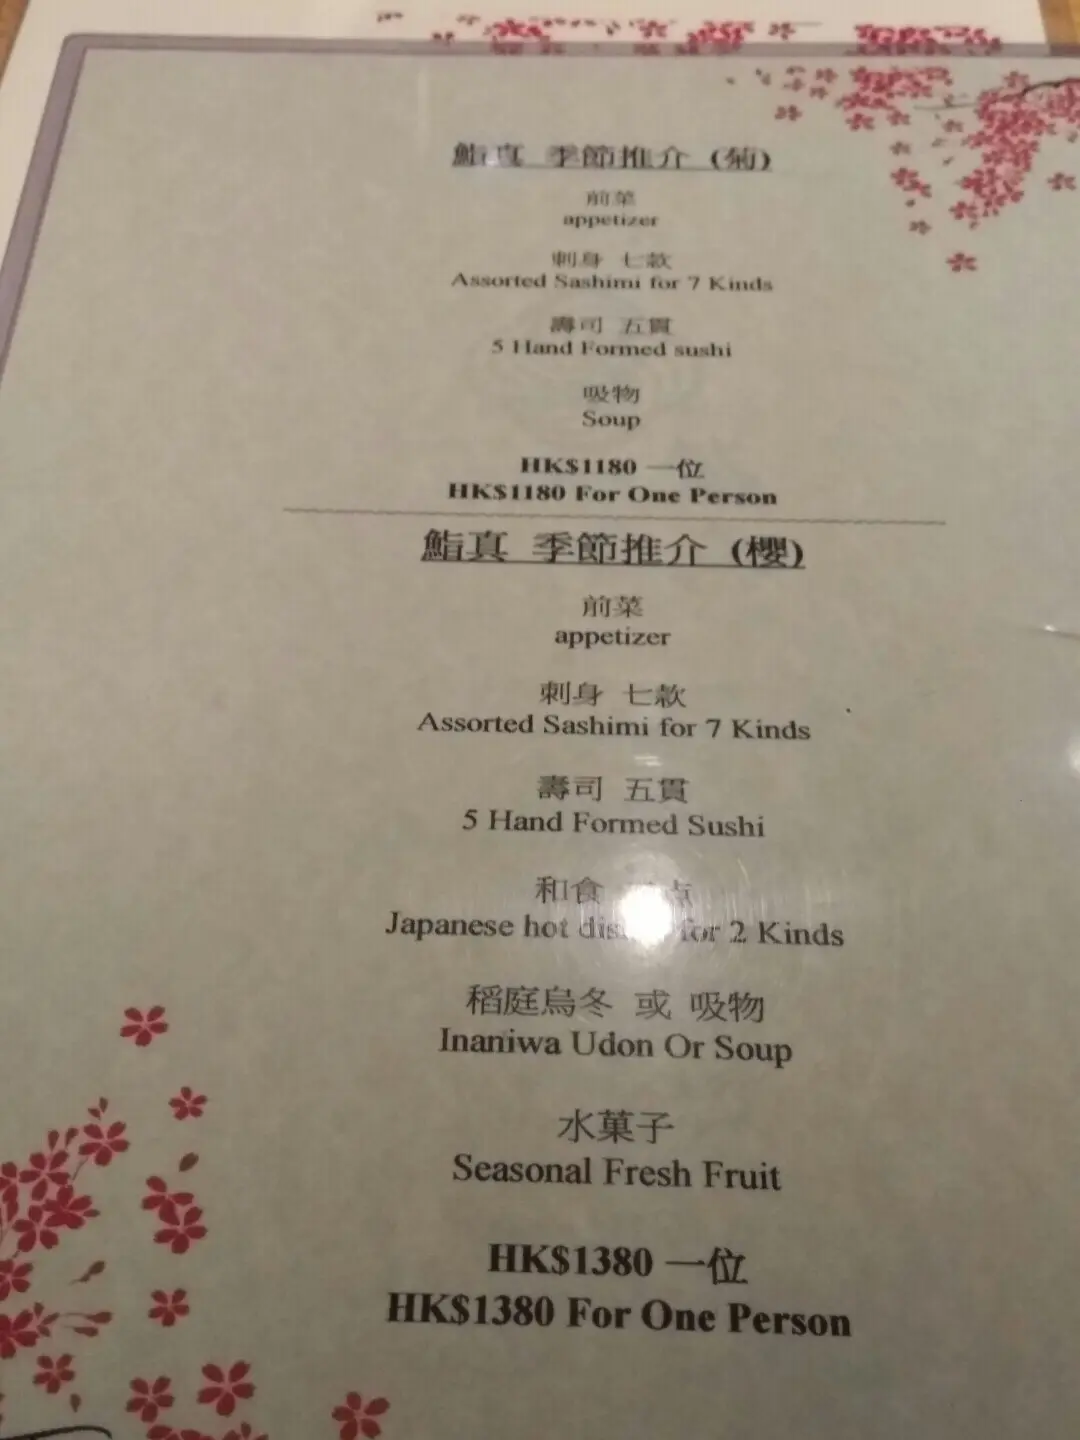 鮨真 季節推介 (菊)
前菜
appetizer
刺身 七款
Assorted Sashimi for 7 Kinds
壽司 五貫
5 Hand Formed sushi
吸物
Soup
HK$1180 一位
HK$1180 For One Person
鮨真 季節推介 (櫻)
前菜
appetizer
刺身 七款
Assorted Sashimi for 7 Kinds
壽司 五貫
5 Hand Formed Sushi
和食 点
Japanese hot for 2 Kinds
稻庭烏冬 或 吸物
Inaniwa Udon Or Soup
水菓子
Seasonal Fresh Fruit
HK$1380 一位
HK$1380 For One Person